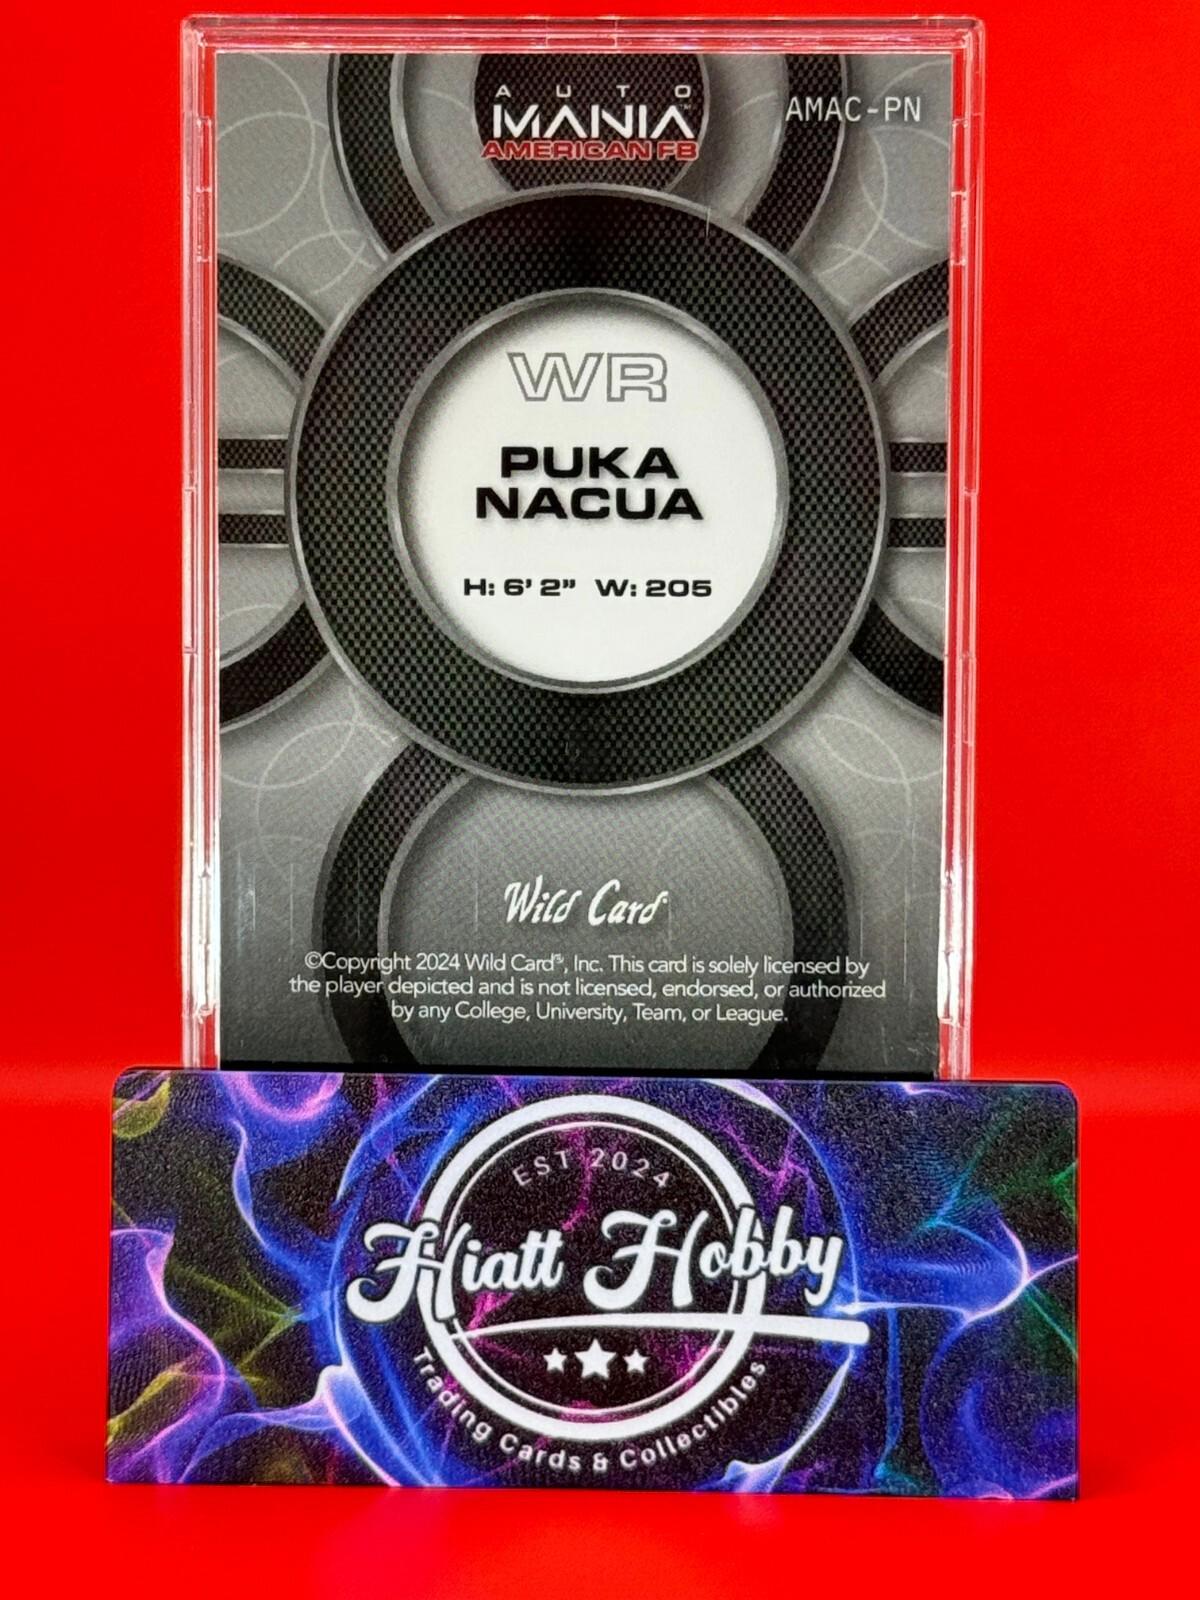 AUTO
MANIA™
AMERICAN FB
AMAC-PN
WR
PUKA
NACUA
H: 6' 2" W: 205
Wild Card
©Copyright 2024 Wild Card®, Inc. This card is solely licensed by
the player depicted and is not licensed, endorsed, or authorized
by any College, University, Team, or League.
EST 2024
Hiatt Hobby
Trading Cards & Collectibles